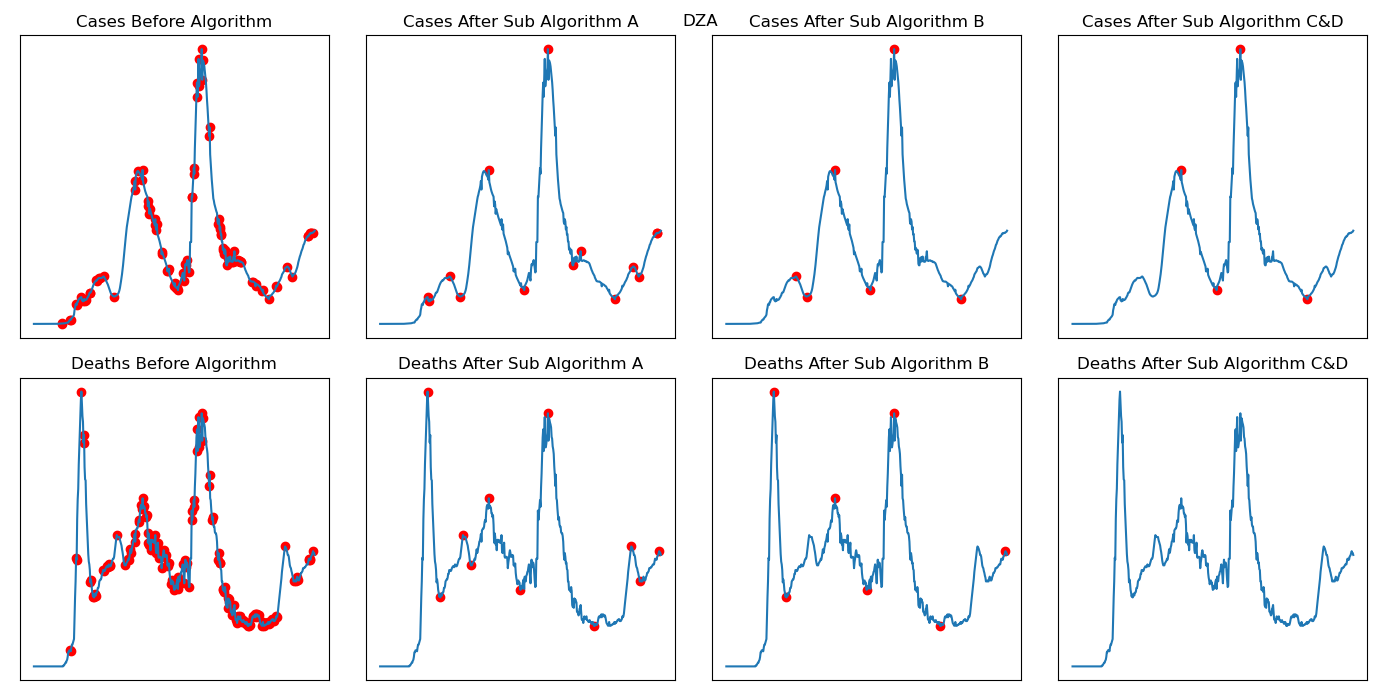 DZA
Cases Before Algorithm
Cases After Sub Algorithm A
Cases After Sub Algorithm B
Cases After Sub Algorithm C&D
Deaths Before Algorithm
Deaths After Sub Algorithm A
Deaths After Sub Algorithm B
Deaths After Sub Algorithm C&D